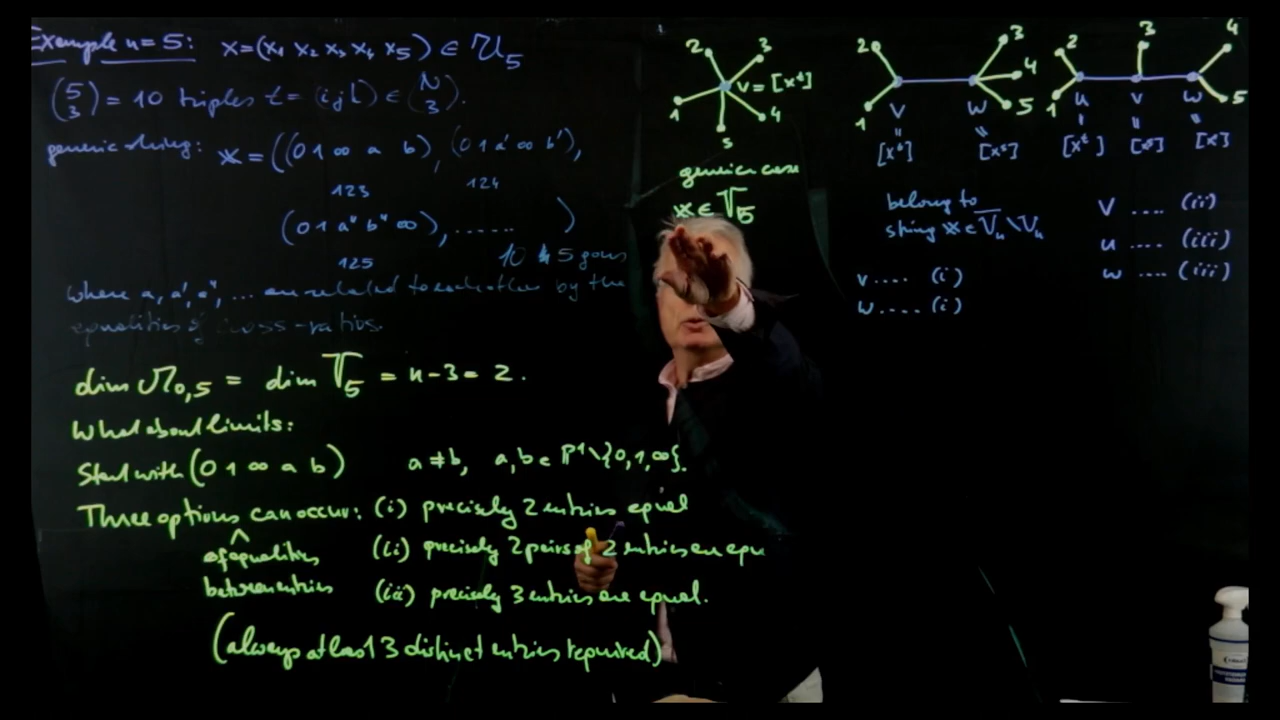 Example n = 5: x = (x1 x2 x3 x4 x5) ∈ U5
(5 3) = 10 triples t = (i j l) ∈ (N 3).
generic string: x = ((0 1 ∞ a b), (0 1 a' ∞ b'),
123 124
(0 1 a" b" ∞), ...... )
125
10 5 gons
where a, a', a", ... are related to each other by the
equalities of cross-ratios.
dim M0,5 = dim V5 = n-3 = 2.
What about limits:
Start with (0 1 ∞ a b) a ≠ b, a, b ∈ P¹ \ {0, 1, ∞}.
Three options can occur: (i) precisely 2 entries equal
of equalities (ii) precisely 2 pairs of 2 entries are equ
between entries (iii) precisely 3 entries are equal.
(always at least 3 distinct entries required)
2 3
v = [xt]
1 4
5
generic case
x ∈ V5
2 3
4
1 v w 5
[xt] [xs]
belong to
string x ∈ V̅n \ Vn
v .... (i)
w .... (i)
2 3 4
1 u v w 5
[xt] [xs] [x]
v .... (ii)
u .... (iii)
w .... (iii)